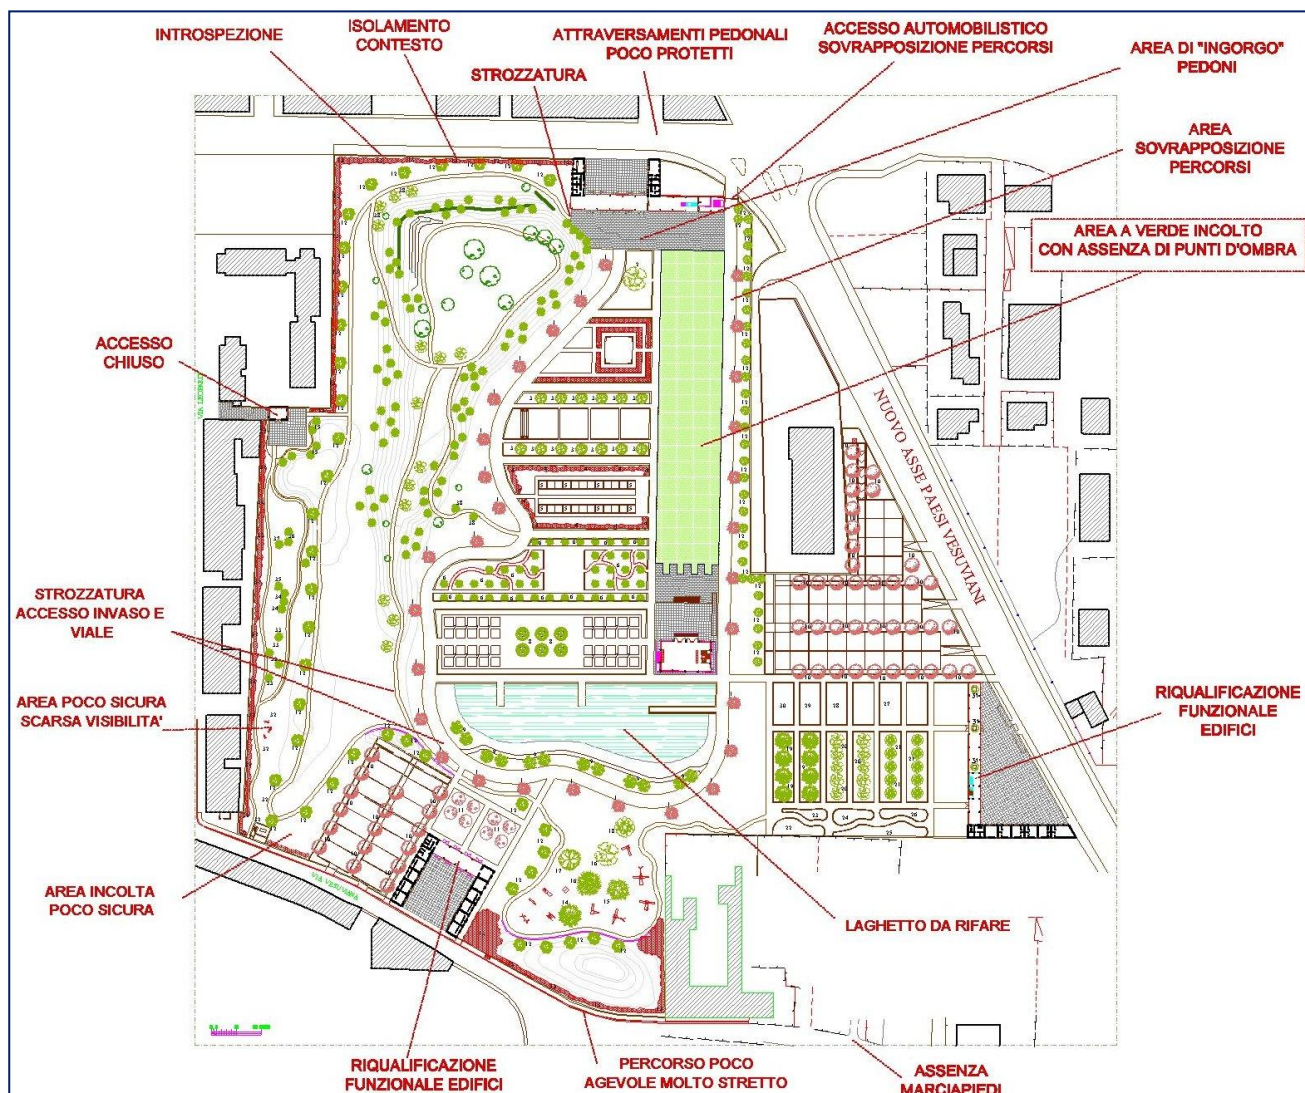 INTROSPEZIONE
ISOLAMENTO
CONTESTO
ATTRAVERSAMENTI PEDONALI
POCO PROTETTI
STROZZATURA
ACCESSO AUTOMOBILISTICO
SOVRAPPOSIZIONE PERCORSI
AREA DI "INGORGO"
PEDONI
AREA
SOVRAPPOSIZIONE
PERCORSI
AREA A VERDE INCOLTO
CON ASSENZA DI PUNTI D'OMBRA
ACCESSO
CHIUSO
NUOVO ASSE PAESI VESUVIANI
STROZZATURA
ACCESSO INVASO E
VIALE
AREA POCO SICURA
SCARSA VISIBILITA'
RIQUALIFICAZIONE
FUNZIONALE
EDIFICI
AREA INCOLTA
POCO SICURA
VIA VESUVIANA
LAGHETTO DA RIFARE
RIQUALIFICAZIONE
FUNZIONALE EDIFICI
PERCORSO POCO
AGEVOLE MOLTO STRETTO
ASSENZA
MARCIAPIEDI